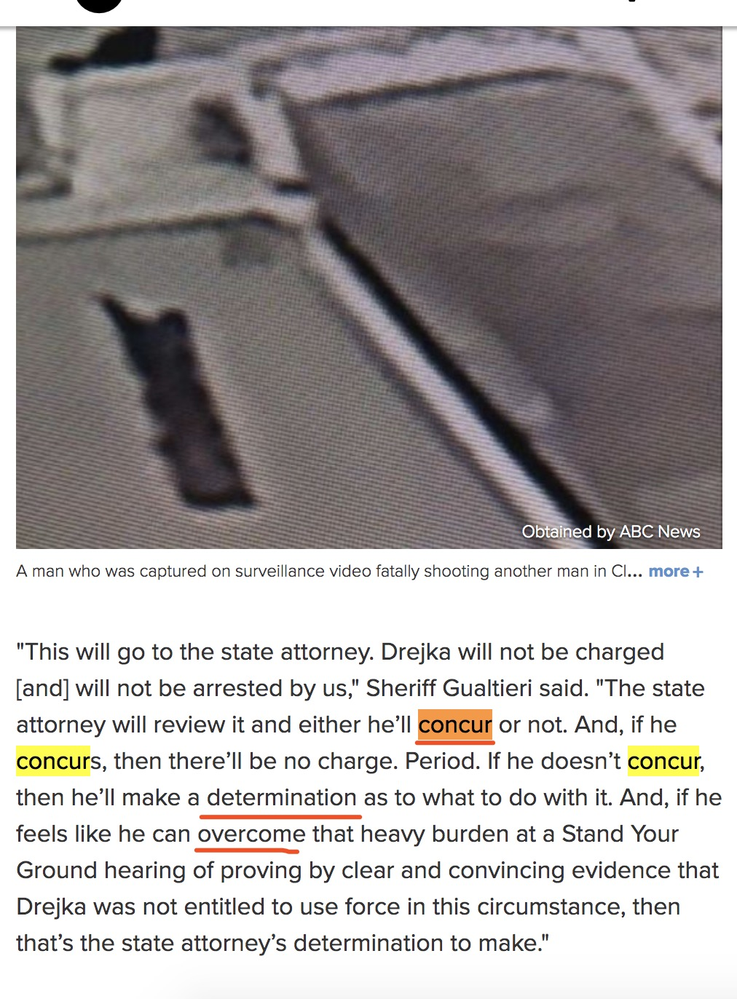 Obtained by ABC News
A man who was captured on surveillance video fatally shooting another man in Cl... more +
"This will go to the state attorney. Drejka will not be charged
[and] will not be arrested by us," Sheriff Gualtieri said. "The state
attorney will review it and either he’ll concur or not. And, if he
concurs, then there’ll be no charge. Period. If he doesn’t concur,
then he’ll make a determination as to what to do with it. And, if he
feels like he can overcome that heavy burden at a Stand Your
Ground hearing of proving by clear and convincing evidence that
Drejka was not entitled to use force in this circumstance, then
that’s the state attorney’s determination to make."